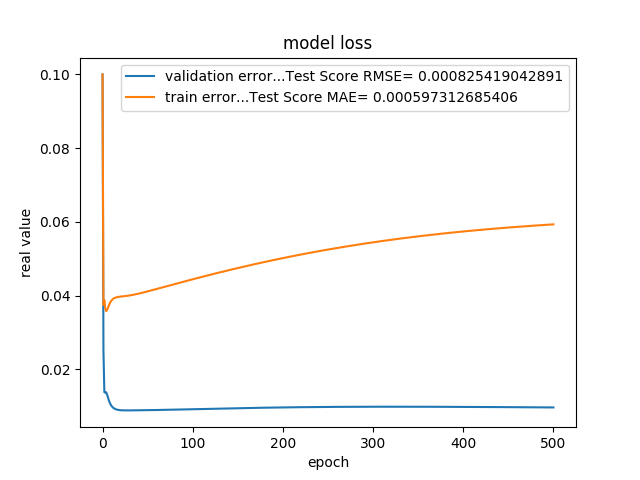 model loss
validation error...Test Score RMSE= 0.000825419042891
train error...Test Score MAE= 0.000597312685406
real value
0.10
0.08
0.06
0.04
0.02
0 100 200 300 400 500
epoch